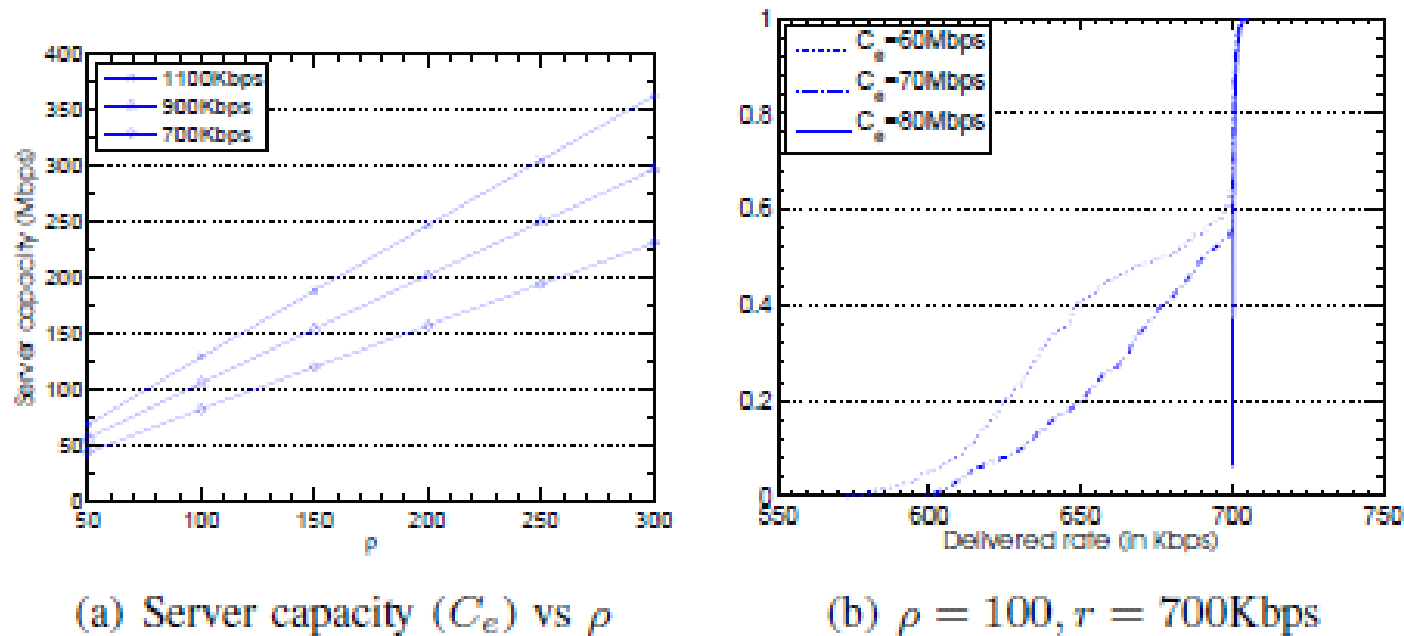 400
350
300
250
200
150
100
50
0
Server capacity (Mbps)
1100Kbps
900Kbps
700Kbps
50 100 150 200 250 300
ρ
(a) Server capacity (C_e) vs ρ
1
0.8
0.6
0.4
0.2
0
C_e=60Mbps
C_e=70Mbps
C_e=80Mbps
550 600 650 700 750
Delivered rate (in Kbps)
(b) ρ = 100, r = 700Kbps